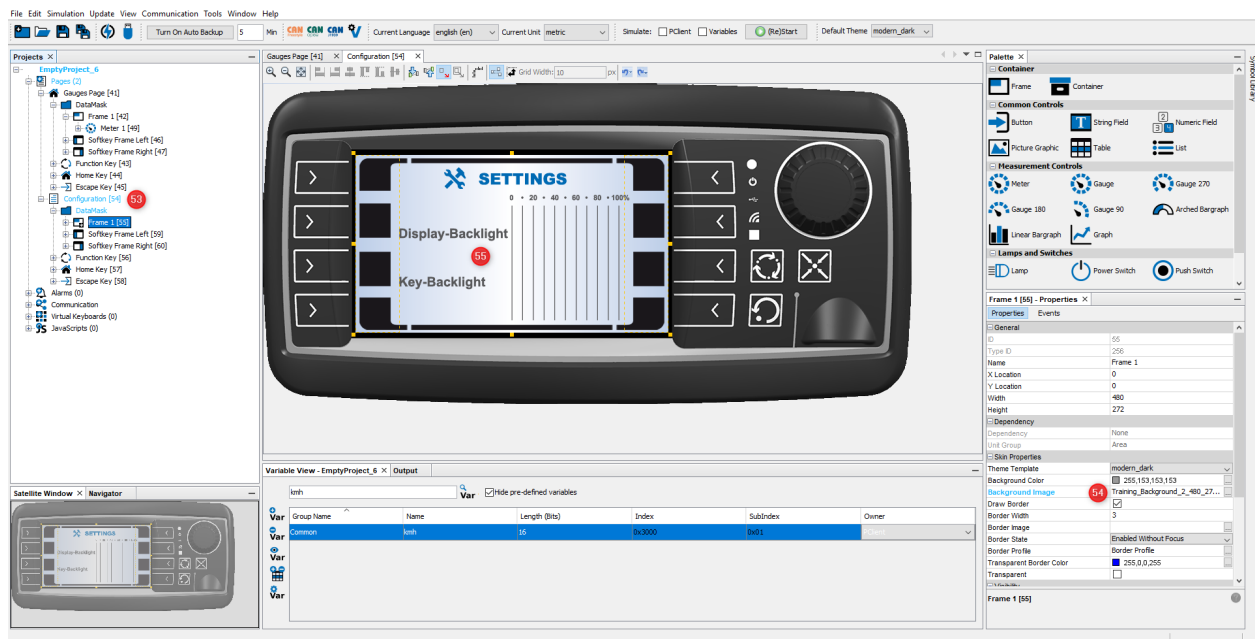 File Edit Simulation Update View Communication Tools Window Help
Turn On Auto Backup 5 Min CAN CAN CAN Current Language english (en) Current Unit metric Simulate: PClient Variables (Re)Start Default Theme modern_dark
Projects
EmptyProject_6
Pages (2)
Gauges Page [41]
DataMask
Frame 1 [42]
Meter 1 [49]
Softkey Frame Left [46]
Softkey Frame Right [47]
Function Key [43]
Home Key [44]
Escape Key [45]
Configuration [54] 53
DataMask
Frame 1 [55]
Softkey Frame Left [59]
Softkey Frame Right [60]
Function Key [56]
Home Key [57]
Escape Key [58]
Alarms (0)
Communication
Virtual Keyboards (0)
JS JavaScripts (0)
Satellite Window Navigator
SETTINGS
Display-Backlight
Key-Backlight
Gauges Page [41] Configuration [54]
Grid Width: 10 px
SETTINGS
0 • 20 • 40 • 60 • 80 • 100%
Display-Backlight
55
Key-Backlight
Variable View - EmptyProject_6 Output
kmh Var Hide pre-defined variables
Var Group Name Name Length (Bits) Index SubIndex Owner
Var Common kmh 16 0x3000 0x01 PClient
Var
Var
Palette
Container
Frame Container
Common Controls
Button T String Field 2 3 4 Numeric Field
Picture Graphic Table List
Measurement Controls
Meter Gauge Gauge 270
Gauge 180 Gauge 90 Arched Bargraph
Linear Bargraph Graph
Lamps and Switches
Lamp Power Switch Push Switch
Symbol Library
Frame 1 [55] - Properties
Properties Events
General
ID 55
Type ID 256
Name Frame 1
X Location 0
Y Location 0
Width 480
Height 272
Dependency
Dependency None
Unit Group Area
Skin Properties
Theme Template modern_dark
Background Color 255,153,153,153
Background Image 54 Training_Background_2_480_27...
Draw Border
Border Width 3
Border Image
Border State Enabled Without Focus
Border Profile Border Profile
Transparent Border Color 255,0,0,255
Transparent
Frame 1 [55]